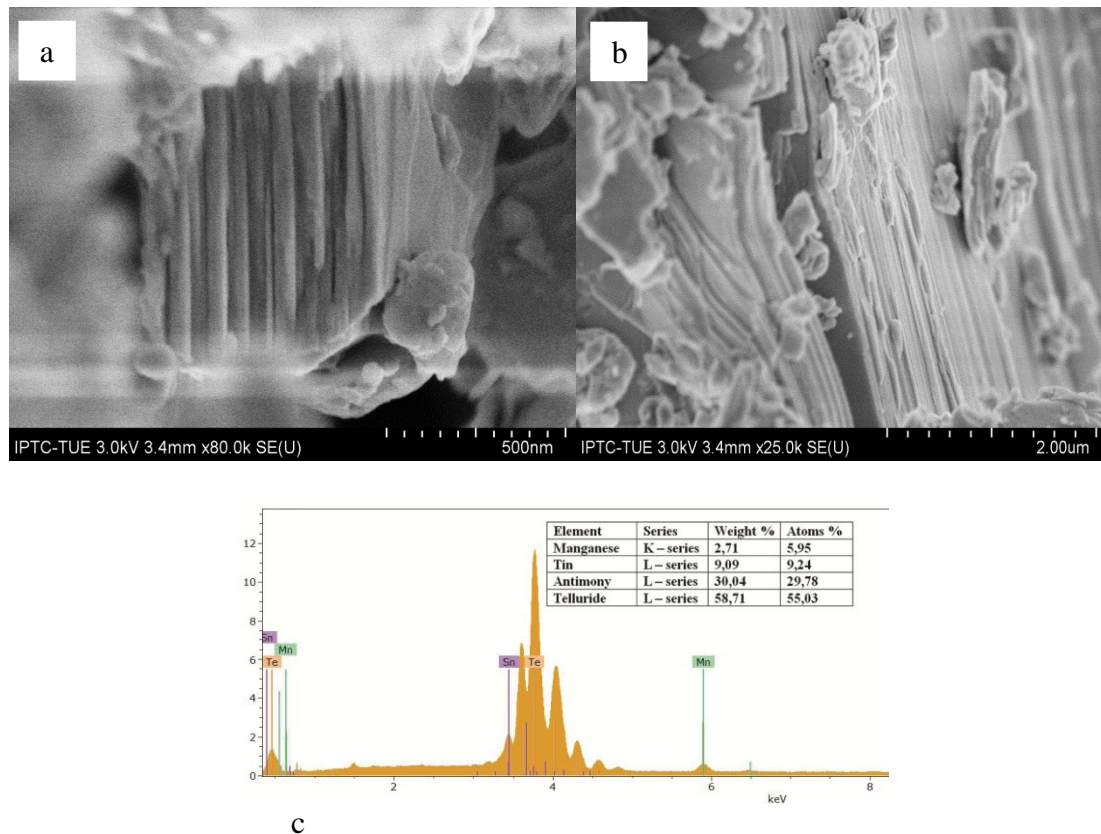 a
b
IPTC-TUE 3.0kV 3.4mm x80.0k SE(U) 500nm
IPTC-TUE 3.0kV 3.4mm x25.0k SE(U) 2.00um
Element Series Weight % Atoms %
Manganese K – series 2,71 5,95
Tin L – series 9,09 9,24
Antimony L – series 30,04 29,78
Telluride L – series 58,71 55,03
12
10
8
6
4
2
0
Sn
Mn
Te
Sn
Te
Mn
2
4
6
8
keV
c